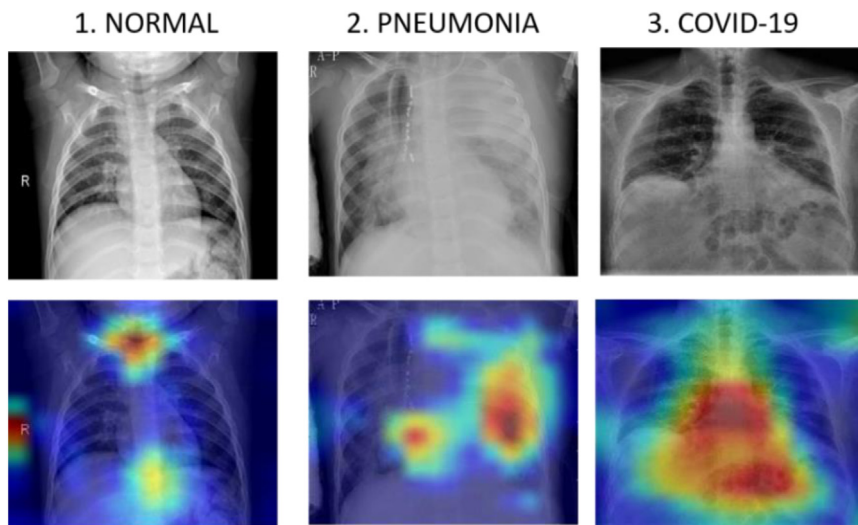 1. NORMAL
2. PNEUMONIA
3. COVID-19
A-P
R
R
A-P
R
R